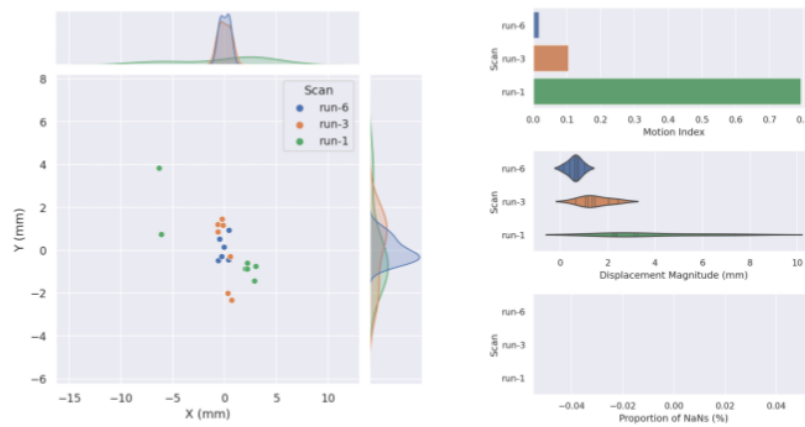 Scan
run-6
run-3
run-1
Y (mm)
8
6
4
2
0
−2
−4
−6
−15
−10
−5
0
5
10
X (mm)
Scan
run-6
run-3
run-1
0.0
0.1
0.2
0.3
0.4
0.5
0.6
0.7
Motion Index
Scan
run-6
run-3
run-1
0
2
4
6
8
10
Displacement Magnitude (mm)
Scan
run-6
run-3
run-1
−0.04
−0.02
0.00
0.02
0.04
Proportion of NaNs (%)